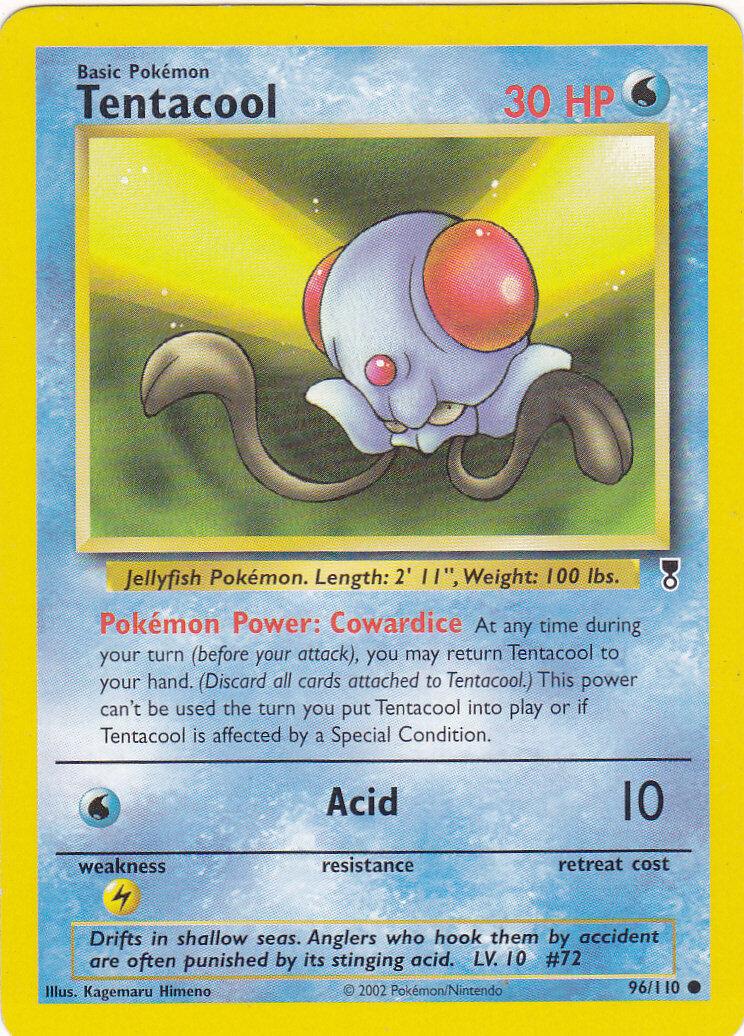 Basic Pokémon
Tentacool
30 HP
Jellyfish Pokémon. Length: 2' 11", Weight: 100 lbs.
Pokémon Power: Cowardice At any time during
your turn (before your attack), you may return Tentacool to
your hand. (Discard all cards attached to Tentacool.) This power
can't be used the turn you put Tentacool into play or if
Tentacool is affected by a Special Condition.
Acid 10
weakness resistance retreat cost
Drifts in shallow seas. Anglers who hook them by accident
are often punished by its stinging acid. LV. 10 #72
Illus. Kagemaru Himeno © 2002 Pokémon/Nintendo 96/110